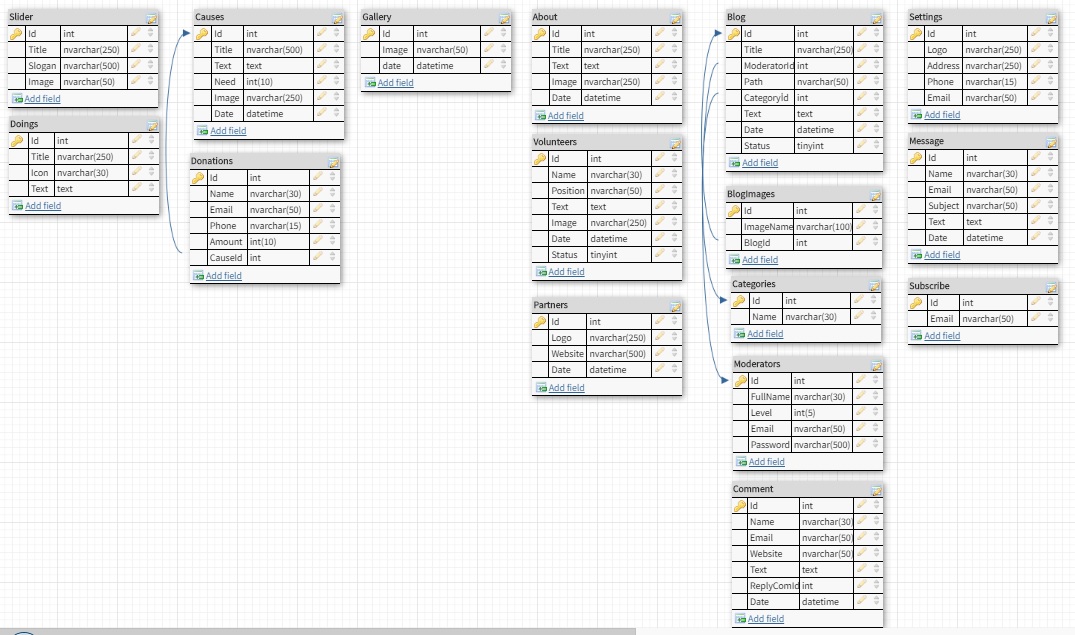 Slider
Id int
Title nvarchar(250)
Slogan nvarchar(500)
Image nvarchar(50)
Add field
Doings
Id int
Title nvarchar(250)
Icon nvarchar(30)
Text text
Add field
Causes
Id int
Title nvarchar(500)
Text text
Need int(10)
Image nvarchar(250)
Date datetime
Add field
Donations
Id int
Name nvarchar(30)
Email nvarchar(50)
Phone nvarchar(15)
Amount int(10)
CauseId int
Add field
Gallery
Id int
Image nvarchar(50)
date datetime
Add field
About
Id int
Title nvarchar(250)
Text text
Image nvarchar(250)
Date datetime
Add field
Volunteers
Id int
Name nvarchar(30)
Position nvarchar(50)
Text text
Image nvarchar(250)
Date datetime
Status tinyint
Add field
Partners
Id int
Logo nvarchar(250)
Website nvarchar(500)
Date datetime
Add field
Blog
Id int
Title nvarchar(250)
ModeratorId int
Path nvarchar(50)
CategoryId int
Text text
Date datetime
Status tinyint
Add field
BlogImages
Id int
ImageName nvarchar(100)
BlogId int
Add field
Categories
Id int
Name nvarchar(30)
Add field
Moderators
Id int
FullName nvarchar(30)
Level int(5)
Email nvarchar(50)
Password nvarchar(500)
Add field
Comment
Id int
Name nvarchar(30)
Email nvarchar(50)
Website nvarchar(50)
Text text
ReplyComId int
Date datetime
Add field
Settings
Id int
Logo nvarchar(250)
Address nvarchar(250)
Phone nvarchar(15)
Email nvarchar(50)
Add field
Message
Id int
Name nvarchar(30)
Email nvarchar(50)
Subject nvarchar(50)
Text text
Date datetime
Add field
Subscribe
Id int
Email nvarchar(50)
Add field